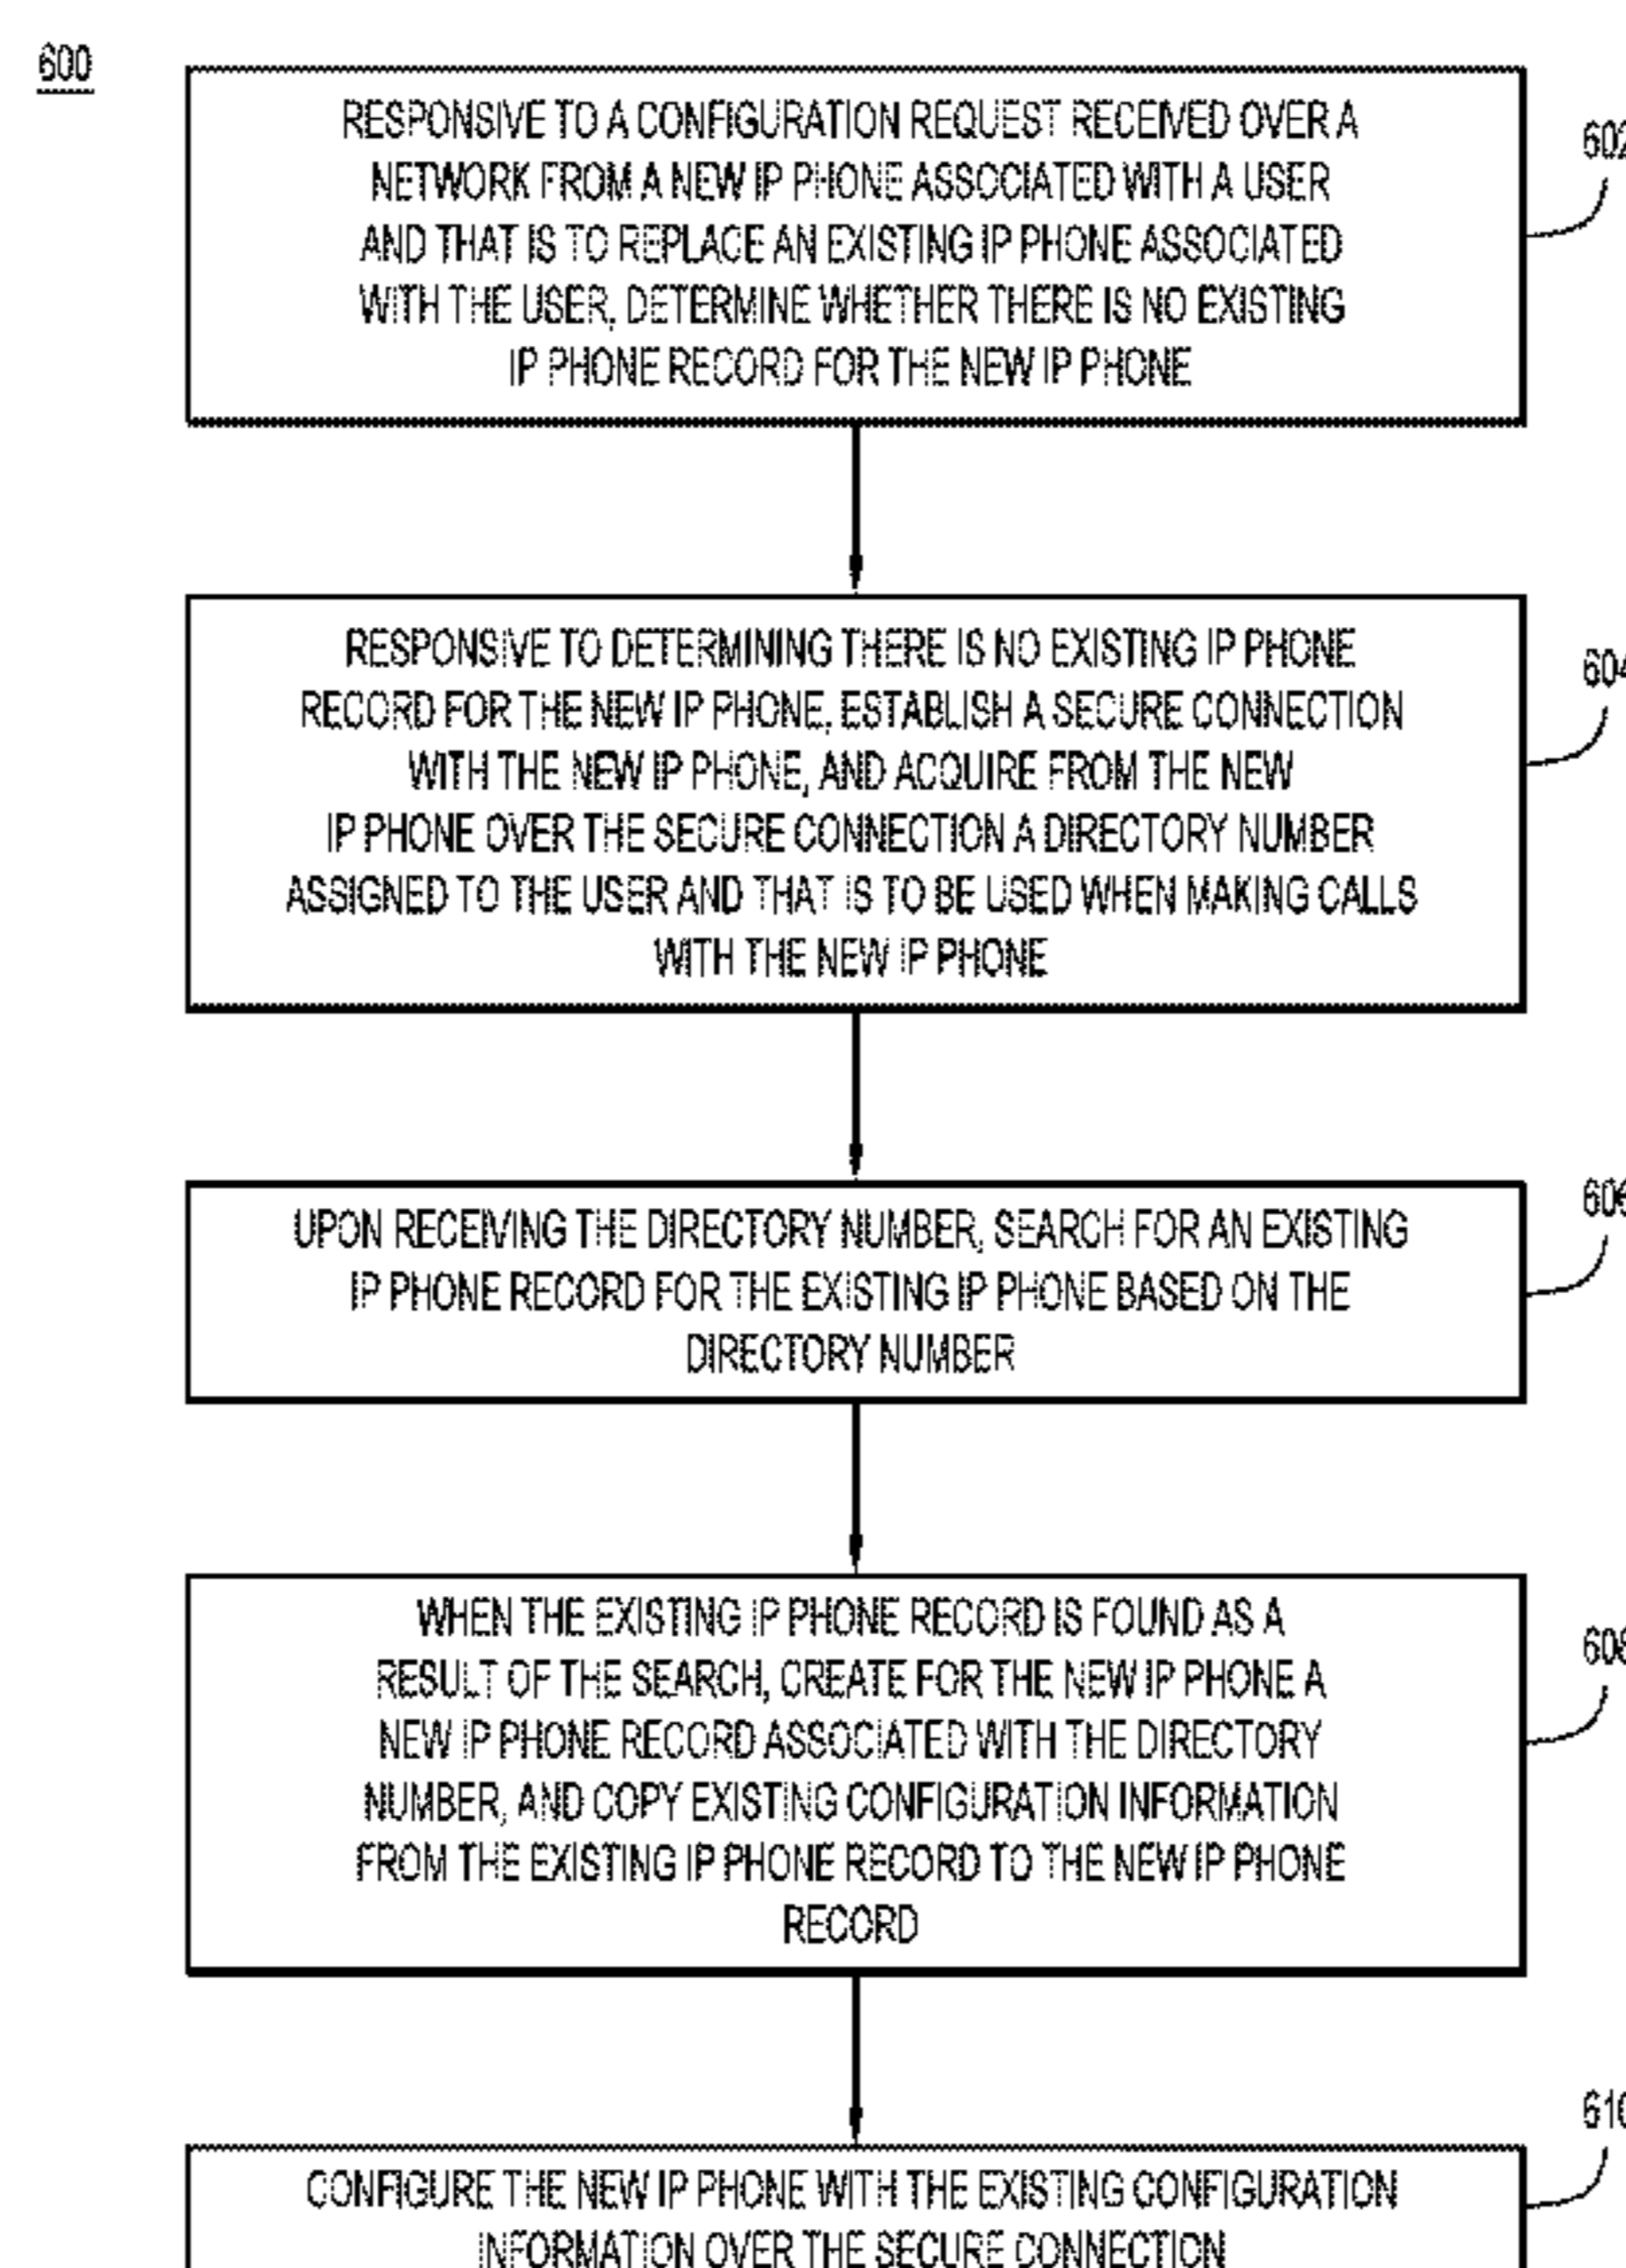 600
RESPONSIVE TO A CONFIGURATION REQUEST RECEIVED OVER A
NETWORK FROM A NEW IP PHONE ASSOCIATED WITH A USER
AND THAT IS TO REPLACE AN EXISTING IP PHONE ASSOCIATED
WITH THE USER, DETERMINE WHETHER THERE IS NO EXISTING
IP PHONE RECORD FOR THE NEW IP PHONE
602
RESPONSIVE TO DETERMINING THERE IS NO EXISTING IP PHONE
RECORD FOR THE NEW IP PHONE, ESTABLISH A SECURE CONNECTION
WITH THE NEW IP PHONE, AND ACQUIRE FROM THE NEW
IP PHONE OVER THE SECURE CONNECTION A DIRECTORY NUMBER
ASSIGNED TO THE USER AND THAT IS TO BE USED WHEN MAKING CALLS
WITH THE NEW IP PHONE
604
UPON RECEIVING THE DIRECTORY NUMBER, SEARCH FOR AN EXISTING
IP PHONE RECORD FOR THE EXISTING IP PHONE BASED ON THE
DIRECTORY NUMBER
606
WHEN THE EXISTING IP PHONE RECORD IS FOUND AS A
RESULT OF THE SEARCH, CREATE FOR THE NEW IP PHONE A
NEW IP PHONE RECORD ASSOCIATED WITH THE DIRECTORY
NUMBER, AND COPY EXISTING CONFIGURATION INFORMATION
FROM THE EXISTING IP PHONE RECORD TO THE NEW IP PHONE
RECORD
608
CONFIGURE THE NEW IP PHONE WITH THE EXISTING CONFIGURATION
INFORMATION OVER THE SECURE CONNECTION
610